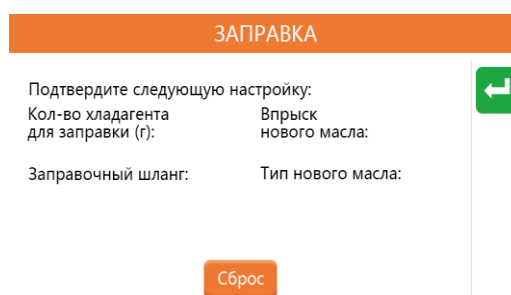 ЗАПРАВКА
Подтвердите следующую настройку:
Кол-во хладагента
для заправки (г):
Впрыск
нового масла:
Заправочный шланг:
Тип нового масла:
Сброс